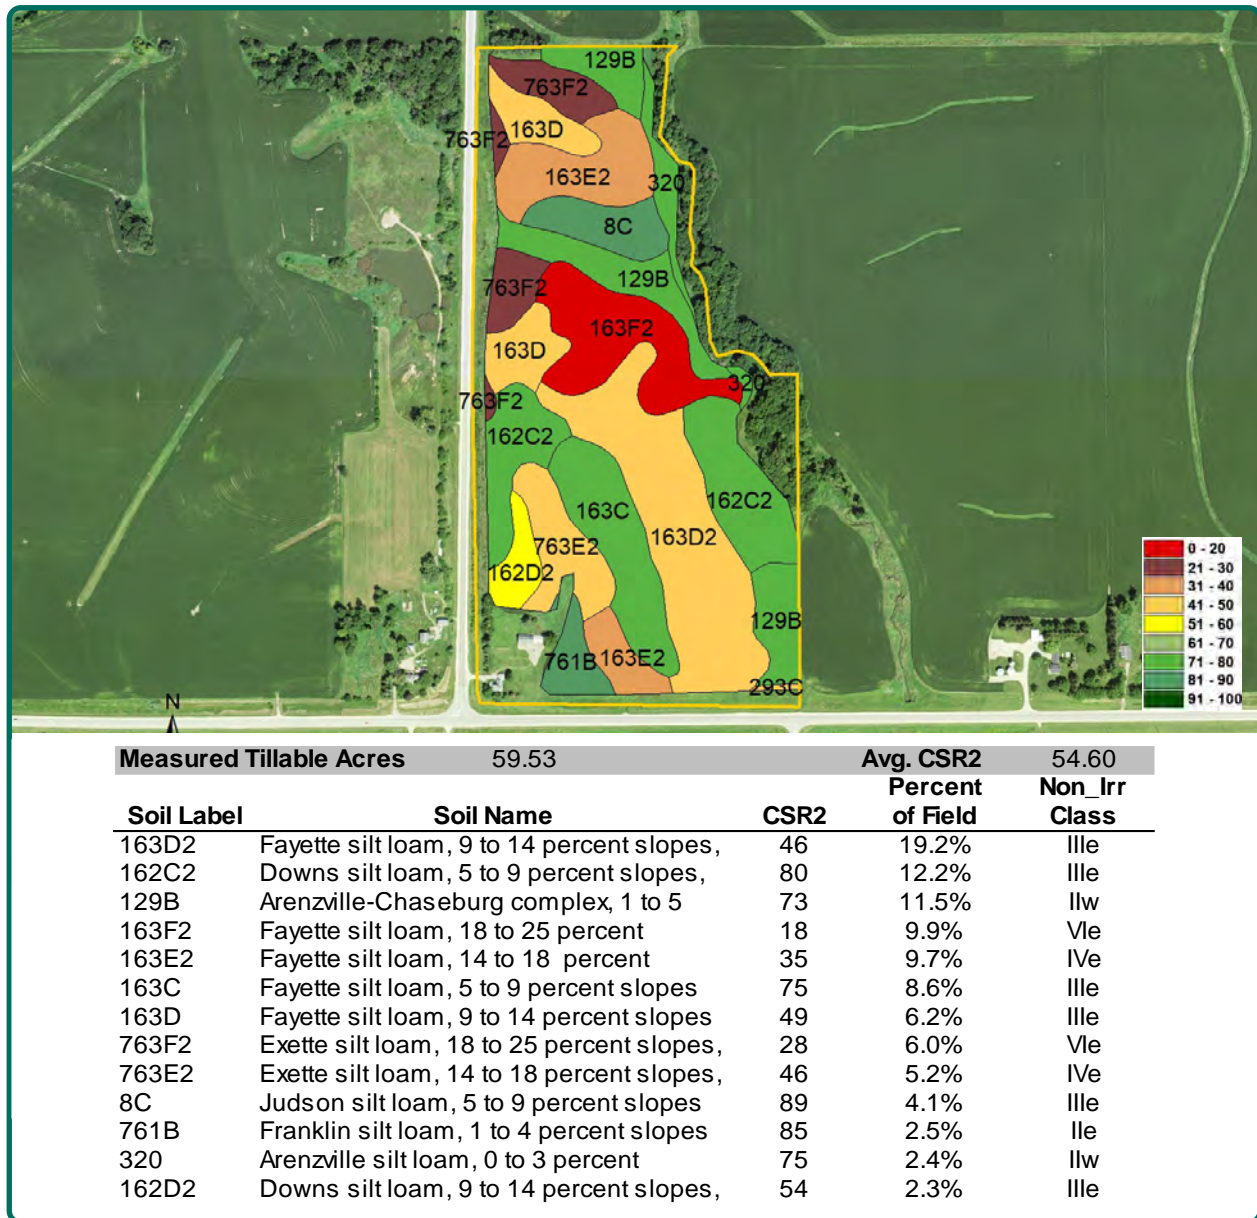 129B
763F2
163D
763F2
163E2
320
8C
129B
763F2
163F2
163D
320
763F2
162C2
162C2
163C
763E2
163D2
162D2
129B
761B
163E2
293C
N
0 - 20
21 - 30
31 - 40
41 - 50
51 - 60
61 - 70
71 - 80
81 - 90
91 - 100
Measured Tillable Acres 59.53 Avg. CSR2 54.60
Percent Non_Irr
Soil Label Soil Name CSR2 of Field Class
163D2 Fayette silt loam, 9 to 14 percent slopes, 46 19.2% IIIe
162C2 Downs silt loam, 5 to 9 percent slopes, 80 12.2% IIIe
129B Arenzville-Chaseburg complex, 1 to 5 73 11.5% IIw
163F2 Fayette silt loam, 18 to 25 percent 18 9.9% VIe
163E2 Fayette silt loam, 14 to 18 percent 35 9.7% IVe
163C Fayette silt loam, 5 to 9 percent slopes 75 8.6% IIIe
163D Fayette silt loam, 9 to 14 percent slopes 49 6.2% IIIe
763F2 Exette silt loam, 18 to 25 percent slopes, 28 6.0% VIe
763E2 Exette silt loam, 14 to 18 percent slopes, 46 5.2% IVe
8C Judson silt loam, 5 to 9 percent slopes 89 4.1% IIIe
761B Franklin silt loam, 1 to 4 percent slopes 85 2.5% IIe
320 Arenzville silt loam, 0 to 3 percent 75 2.4% IIw
162D2 Downs silt loam, 9 to 14 percent slopes, 54 2.3% IIIe